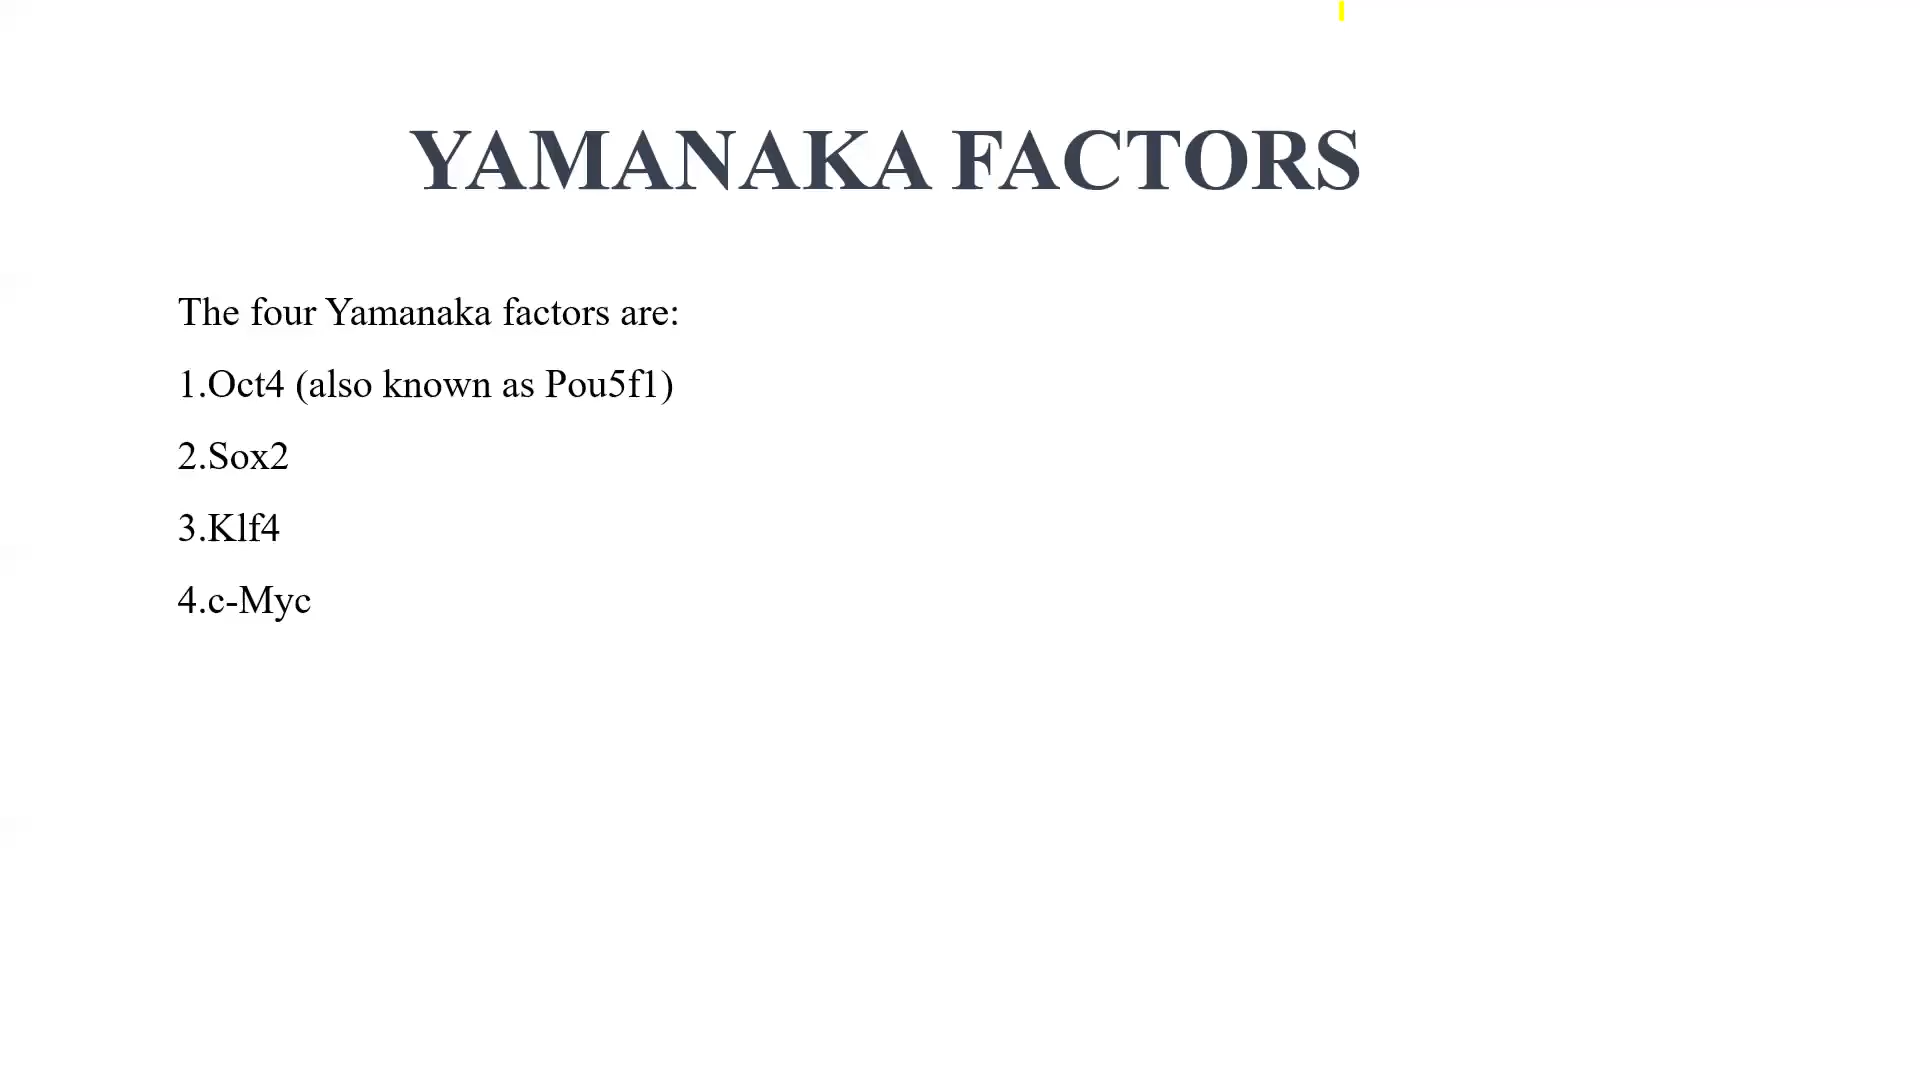 YAMANAKA FACTORS
The four Yamanaka factors are:
1.Oct4 (also known as Pou5f1)
2.Sox2
3.Klf4
4.c-Myc